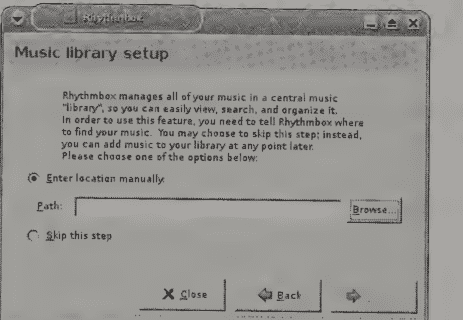 Rhythmbox
Music library setup
Rhythmbox manages all of your music in a central music
"library", so you can easily view, search, and organize it.
In order to use this feature, you need to tell Rhythmbox where
to find your music. You may choose to skip this step; instead,
you can add music to your library at any point later.
Please choose one of the options below:
Enter location manually
Path: Browse...
Skip this step
Close Back